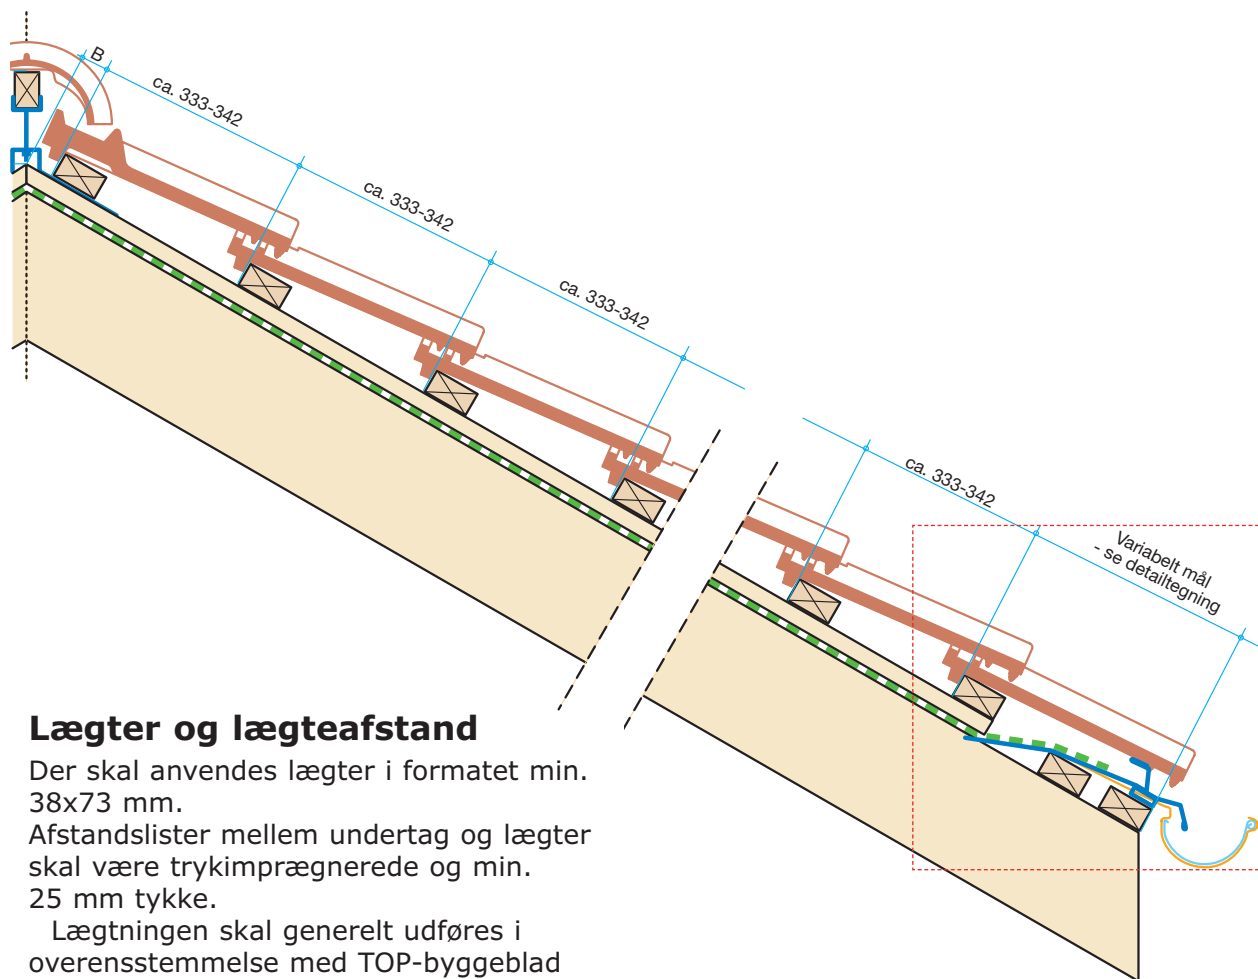 B
ca. 333-342
ca. 333-342
ca. 333-342
ca. 333-342
Variabelt mål
- se detailtegning
Lægter og lægteafstand
Der skal anvendes lægter i formatet min.
38x73 mm.
Afstandslister mellem undertag og lægter
skal være trykimprægnerede og min.
25 mm tykke.
Lægtningen skal generelt udføres i
overensstemmelse med TOP-byggeblad